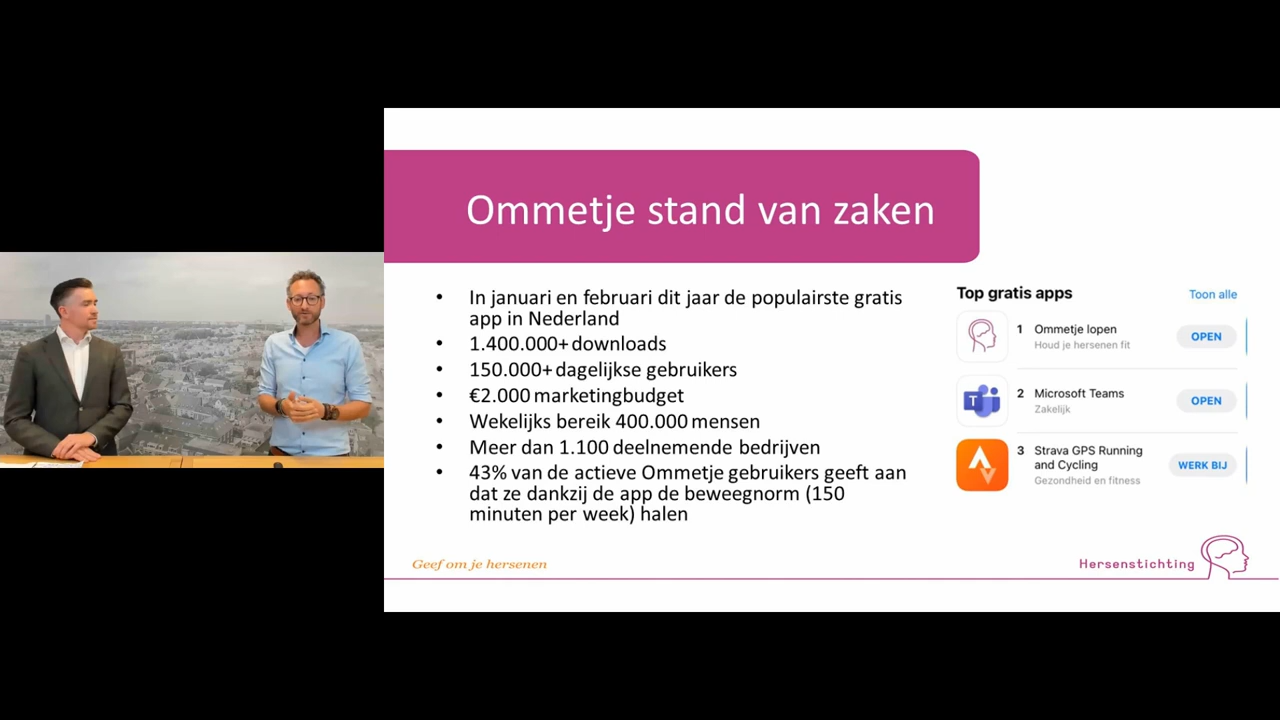 Ommetje stand van zaken
• In januari en februari dit jaar de populairste gratis
app in Nederland
• 1.400.000+ downloads
• 150.000+ dagelijkse gebruikers
• €2.000 marketingbudget
• Wekelijks bereik 400.000 mensen
• Meer dan 1.100 deelnemende bedrijven
• 43% van de actieve Ommetje gebruikers geeft aan
dat ze dankzij de app de beweegnorm (150
minuten per week) halen
Top gratis apps Toon alle
1 Ommetje lopen
Houd je hersenen fit
OPEN
2 Microsoft Teams
Zakelijk
OPEN
3 Strava GPS Running
and Cycling
Gezondheid en fitness
WERK BIJ
Geef om je hersenen
Hersenstichting